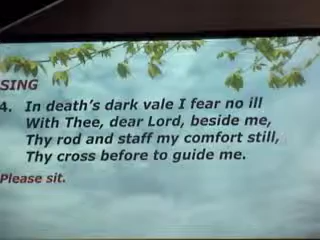 SING
4. In death's dark vale I fear no ill
With Thee, dear Lord, beside me,
Thy rod and staff my comfort still,
Thy cross before to guide me.
Please sit.